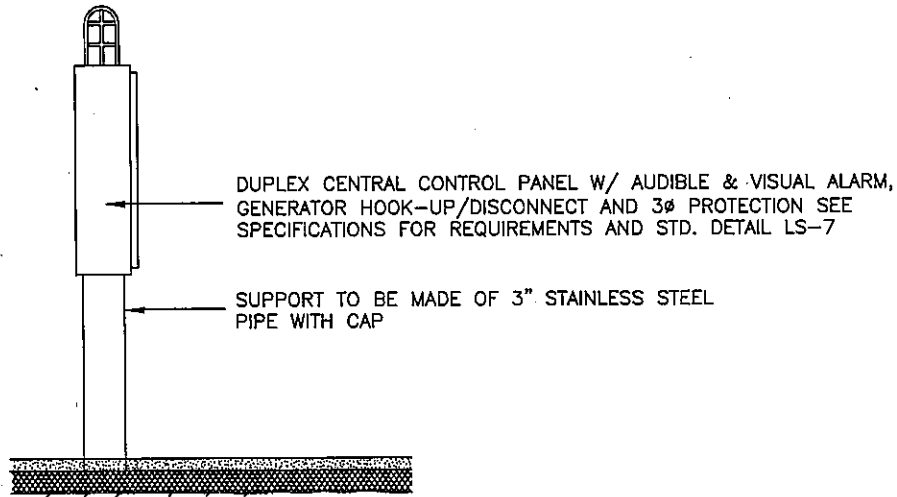 DUPLEX CENTRAL CONTROL PANEL W/ AUDIBLE & VISUAL ALARM,
GENERATOR HOOK-UP/DISCONNECT AND 3ø PROTECTION SEE
SPECIFICATIONS FOR REQUIREMENTS AND STD. DETAIL LS-7
SUPPORT TO BE MADE OF 3" STAINLESS STEEL
PIPE WITH CAP